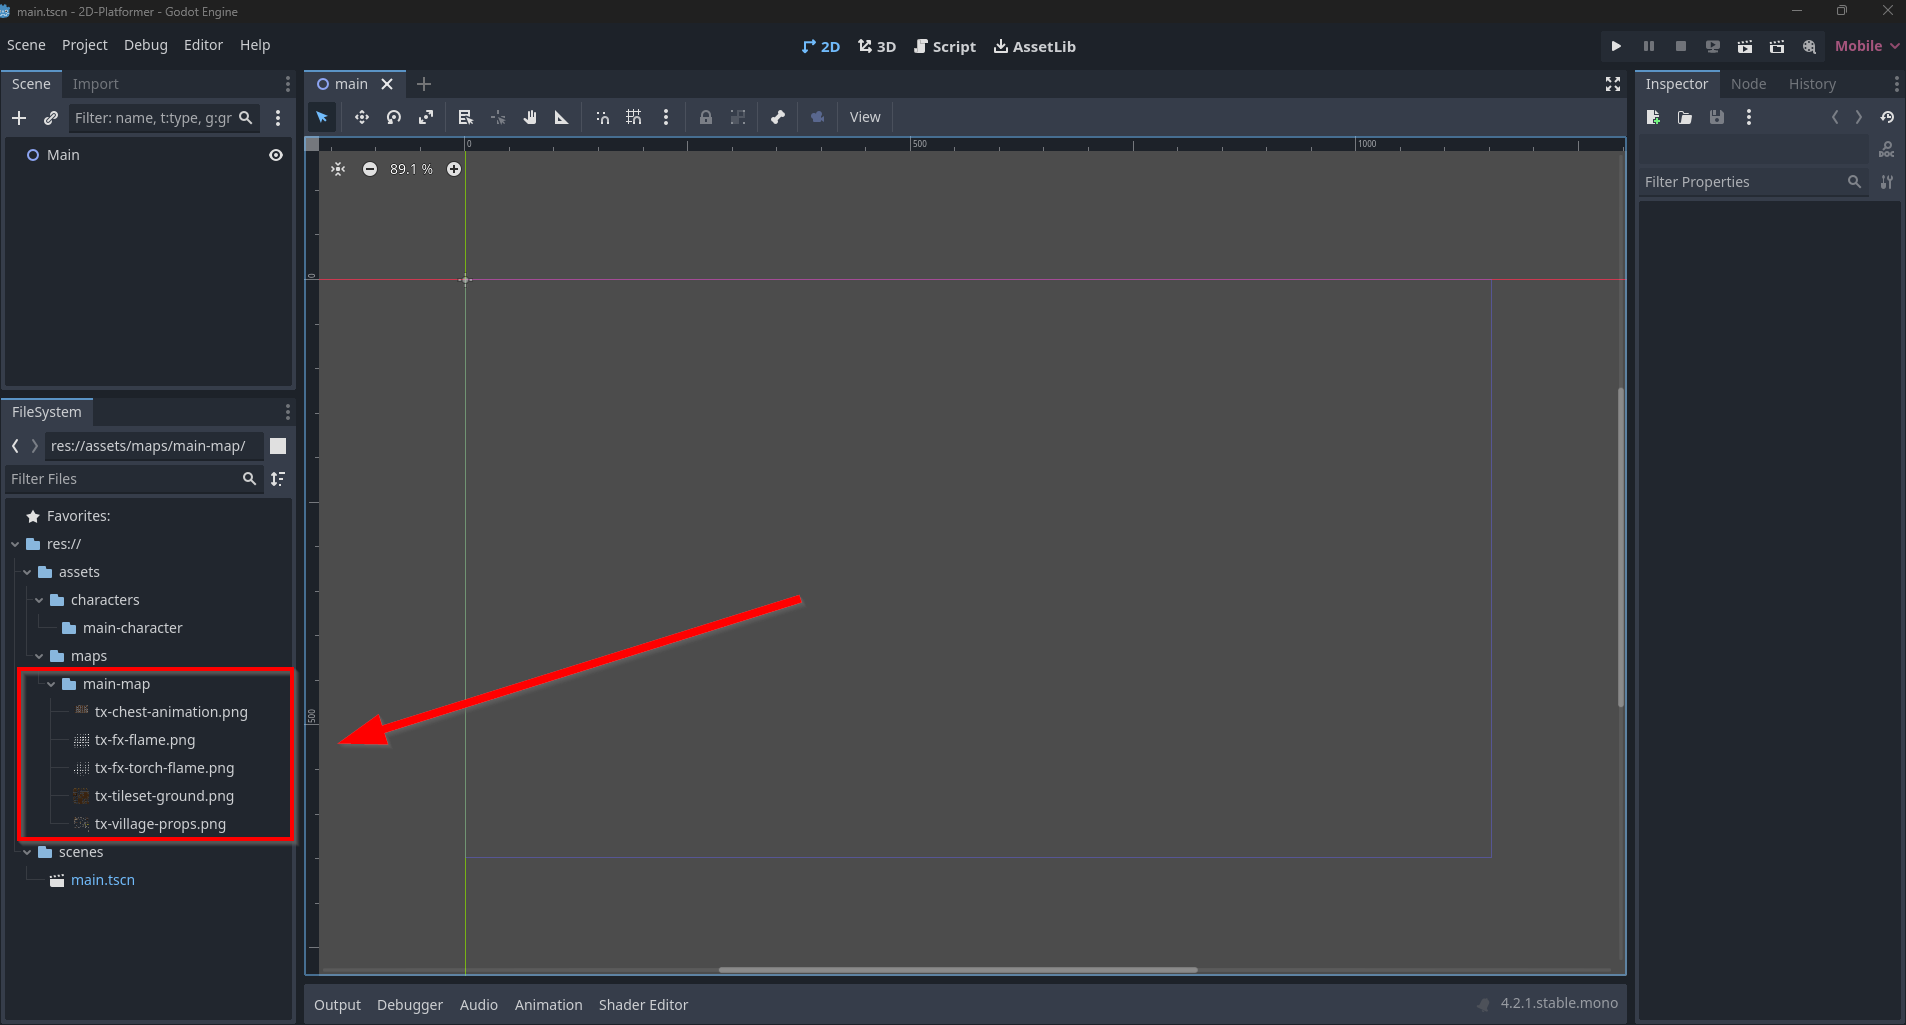 main.tscn - 2D-Platformer - Godot Engine
Scene Project Debug Editor Help
2D 3D Script AssetLib
Mobile
Scene Import
main
Inspector Node History
Filter: name, t:type, g:gr
View
Main
0 500 1000
89.1 %
DOC
Filter Properties
0
500
FileSystem
res://assets/maps/main-map/
Filter Files
Favorites:
res://
assets
characters
main-character
maps
main-map
tx-chest-animation.png
tx-fx-flame.png
tx-fx-torch-flame.png
tx-tileset-ground.png
tx-village-props.png
scenes
main.tscn
Output Debugger Audio Animation Shader Editor
4.2.1.stable.mono